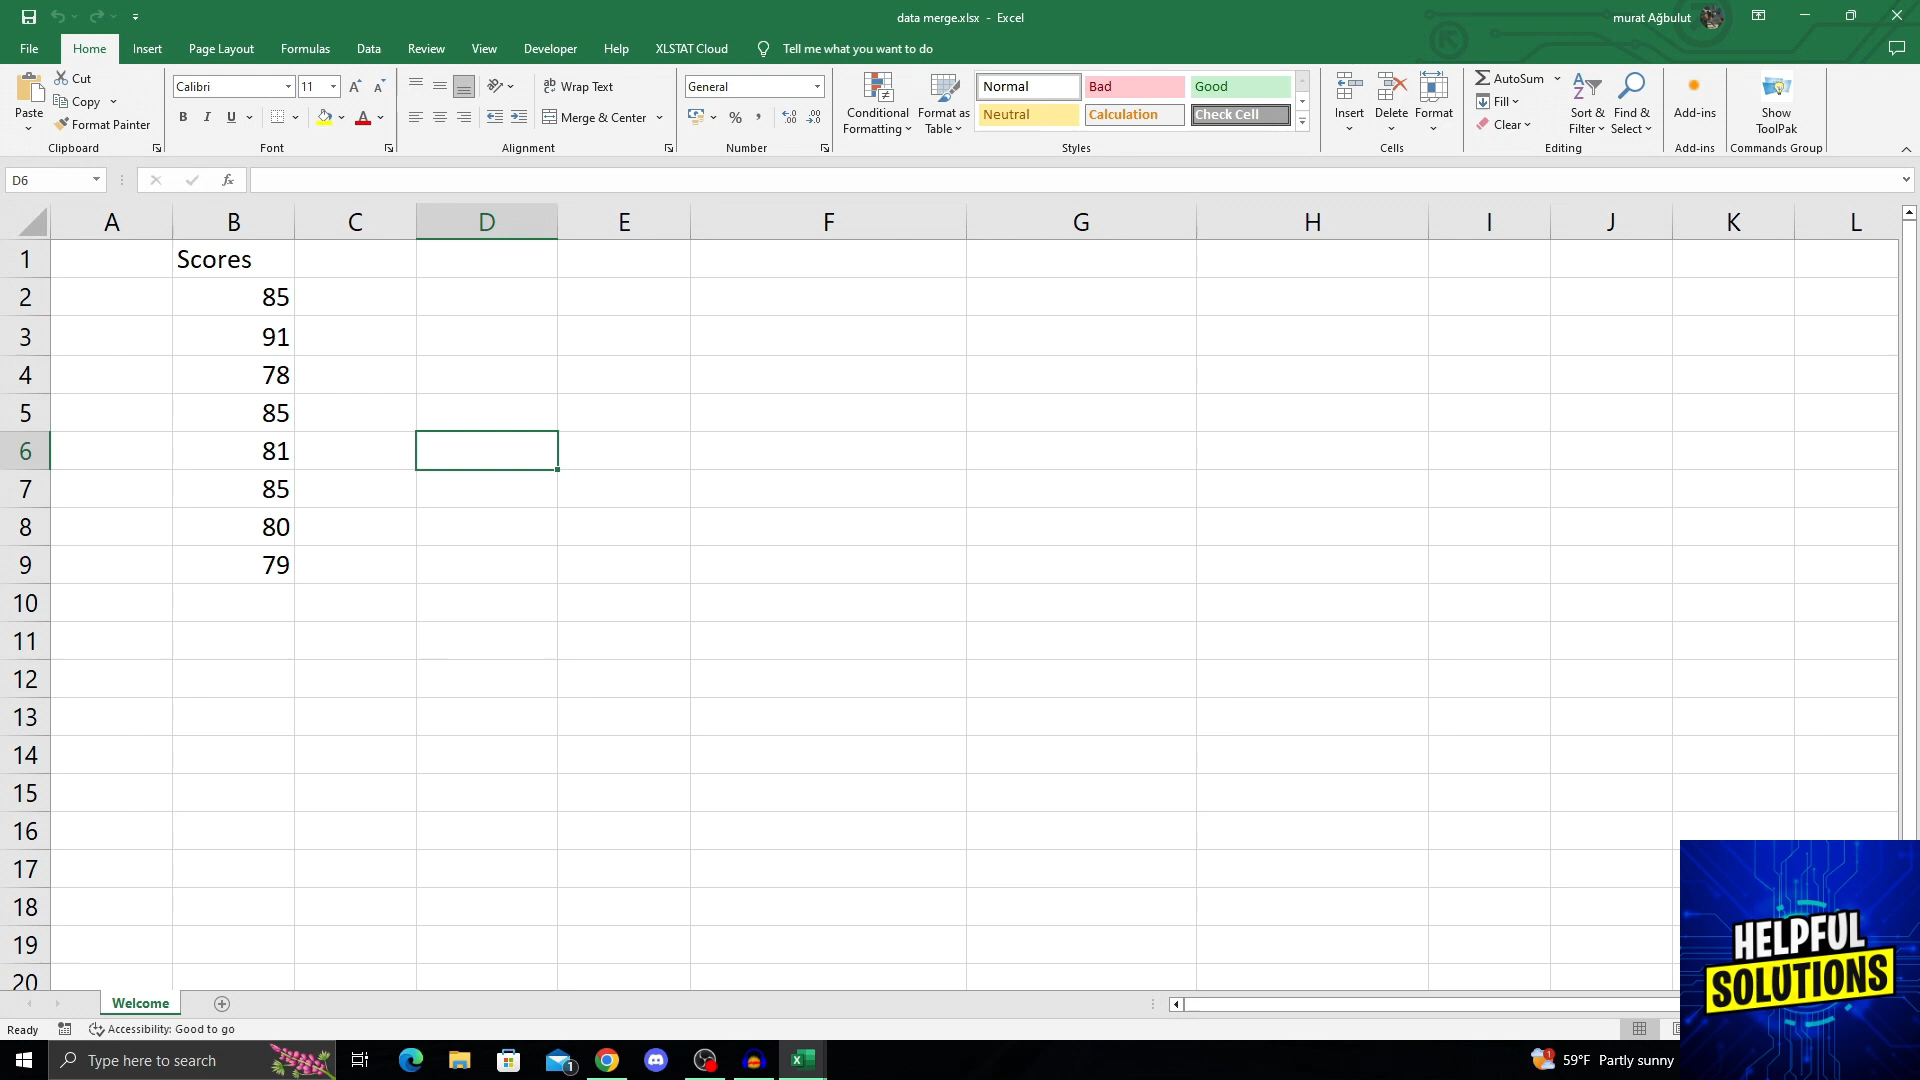 data merge.xlsx - Excel
murat Ağbulut
File Home Insert Page Layout Formulas Data Review View Developer Help XLSTAT Cloud Tell me what you want to do
Paste
Cut
Copy
Format Painter
Clipboard
Calibri 11
B I U
Font
Wrap Text
Merge & Center
Alignment
General
%
Number
Conditional
Formatting
Format as
Table
Normal Bad Good
Neutral Calculation Check Cell
Styles
Insert Delete Format
Cells
AutoSum
Fill
Clear
Sort &
Filter
Find &
Select
Editing
Add-ins
Add-ins
Show
ToolPak
Commands Group
D6
fx
A B C D E F G H I J K L
1 Scores
2 85
3 91
4 78
5 85
6 81
7 85
8 80
9 79
10
11
12
13
14
15
16
17
18
19
20
Welcome
Ready Accessibility: Good to go
Type here to search
1
1
59°F Partly sunny
HELPFUL
SOLUTIONS